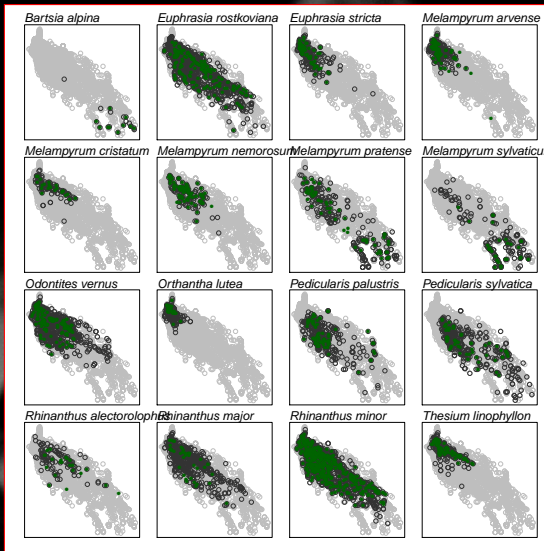 Bartsia alpina
Euphrasia rostkoviana
Euphrasia stricta
Melampyrum arvense
Melampyrum cristatum
Melampyrum nemorosum
Melampyrum pratense
Melampyrum sylvaticu
Odontites vernus
Orthantha lutea
Pedicularis palustris
Pedicularis sylvatica
Rhinanthus alectorolophus
Rhinanthus major
Rhinanthus minor
Thesium linophyllon